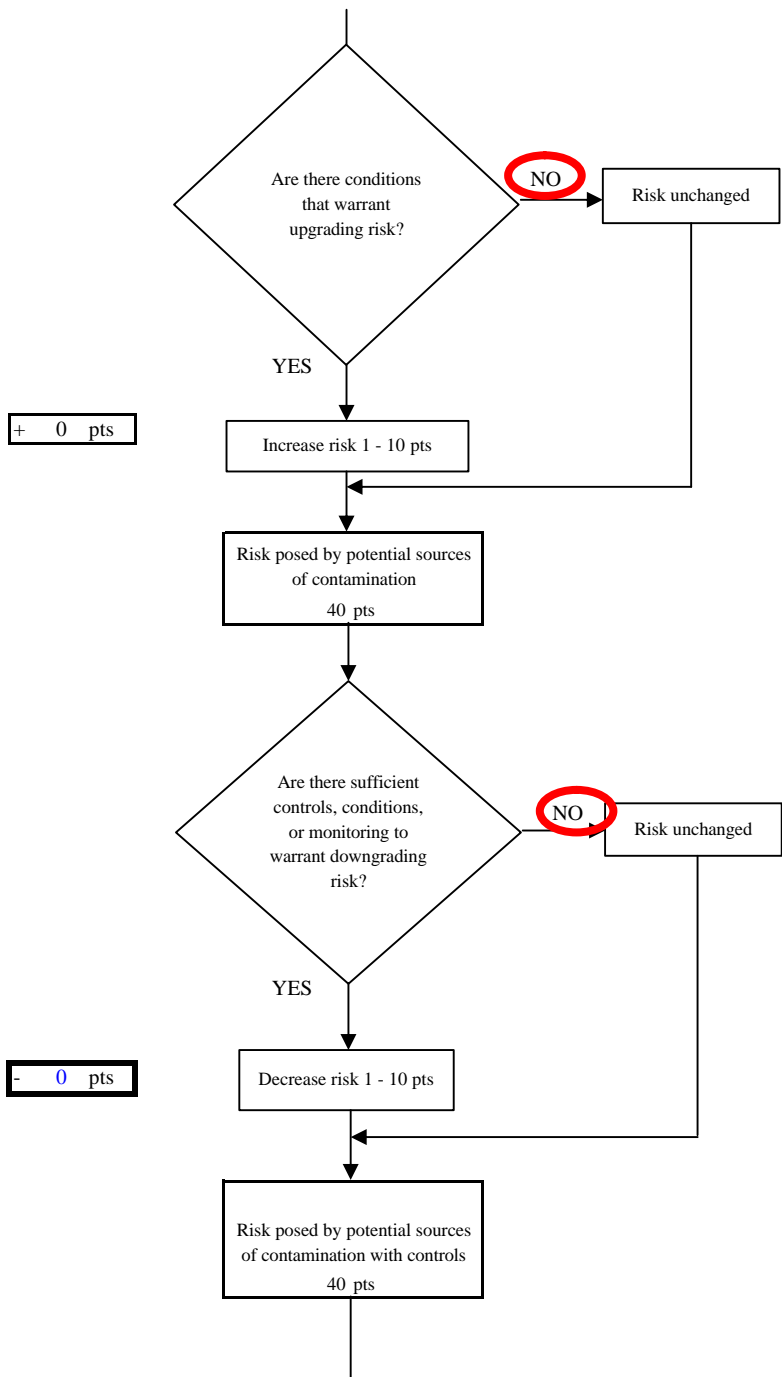 Are there conditions
that warrant
upgrading risk?
NO
Risk unchanged
YES
+ 0 pts
Increase risk 1 - 10 pts
Risk posed by potential sources
of contamination
40 pts
Are there sufficient
controls, conditions,
or monitoring to
warrant downgrading
risk?
NO
Risk unchanged
YES
- 0 pts
Decrease risk 1 - 10 pts
Risk posed by potential sources
of contamination with controls
40 pts